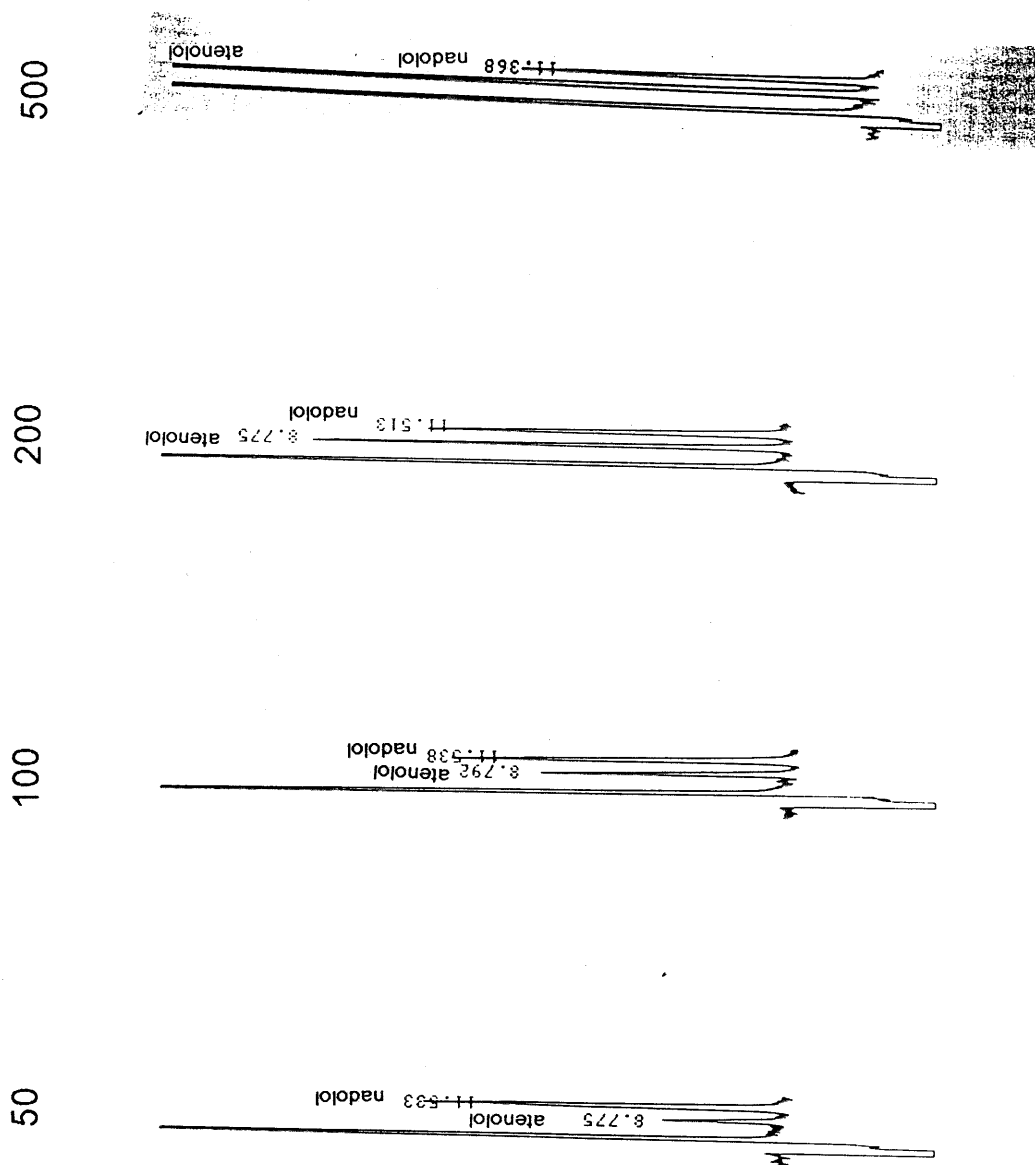 500
atenolol
nadolol
11.368
200
nadolol
11.513
atenolol 8.775
100
nadolol 11.538
atenolol 8.792
50
nadolol 11.533
atenolol 8.775